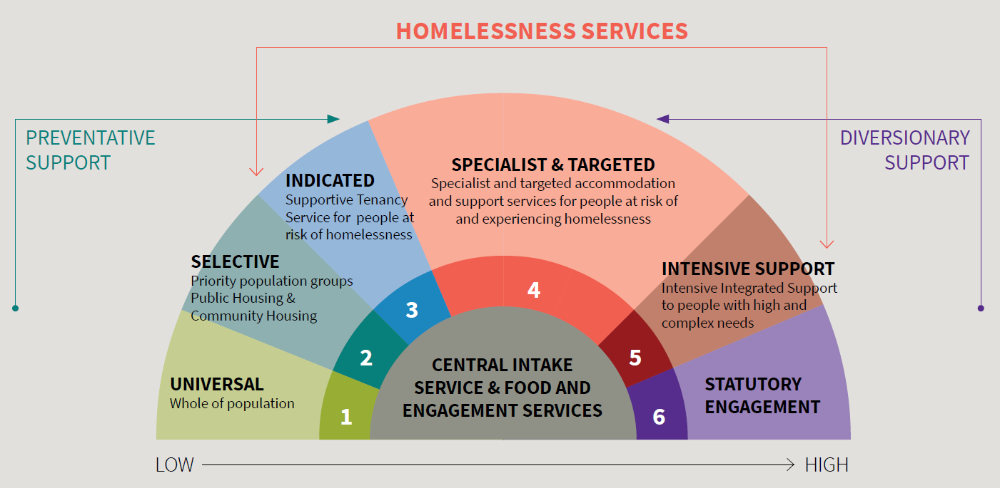 HOMELESSNESS SERVICES
PREVENTATIVE
SUPPORT
DIVERSIONARY
SUPPORT
INDICATED
Supportive Tenancy
Service for people at
risk of homelessness
SPECIALIST & TARGETED
Specialist and targeted accommodation
and support services for people at risk of
and experiencing homelessness
SELECTIVE
Priority population groups
Public Housing &
Community Housing
INTENSIVE SUPPORT
Intensive Integrated Support
to people with high and
complex needs
UNIVERSAL
Whole of population
STATUTORY
ENGAGEMENT
1
2
3
4
5
6
CENTRAL INTAKE
SERVICE & FOOD AND
ENGAGEMENT SERVICES
LOW
HIGH